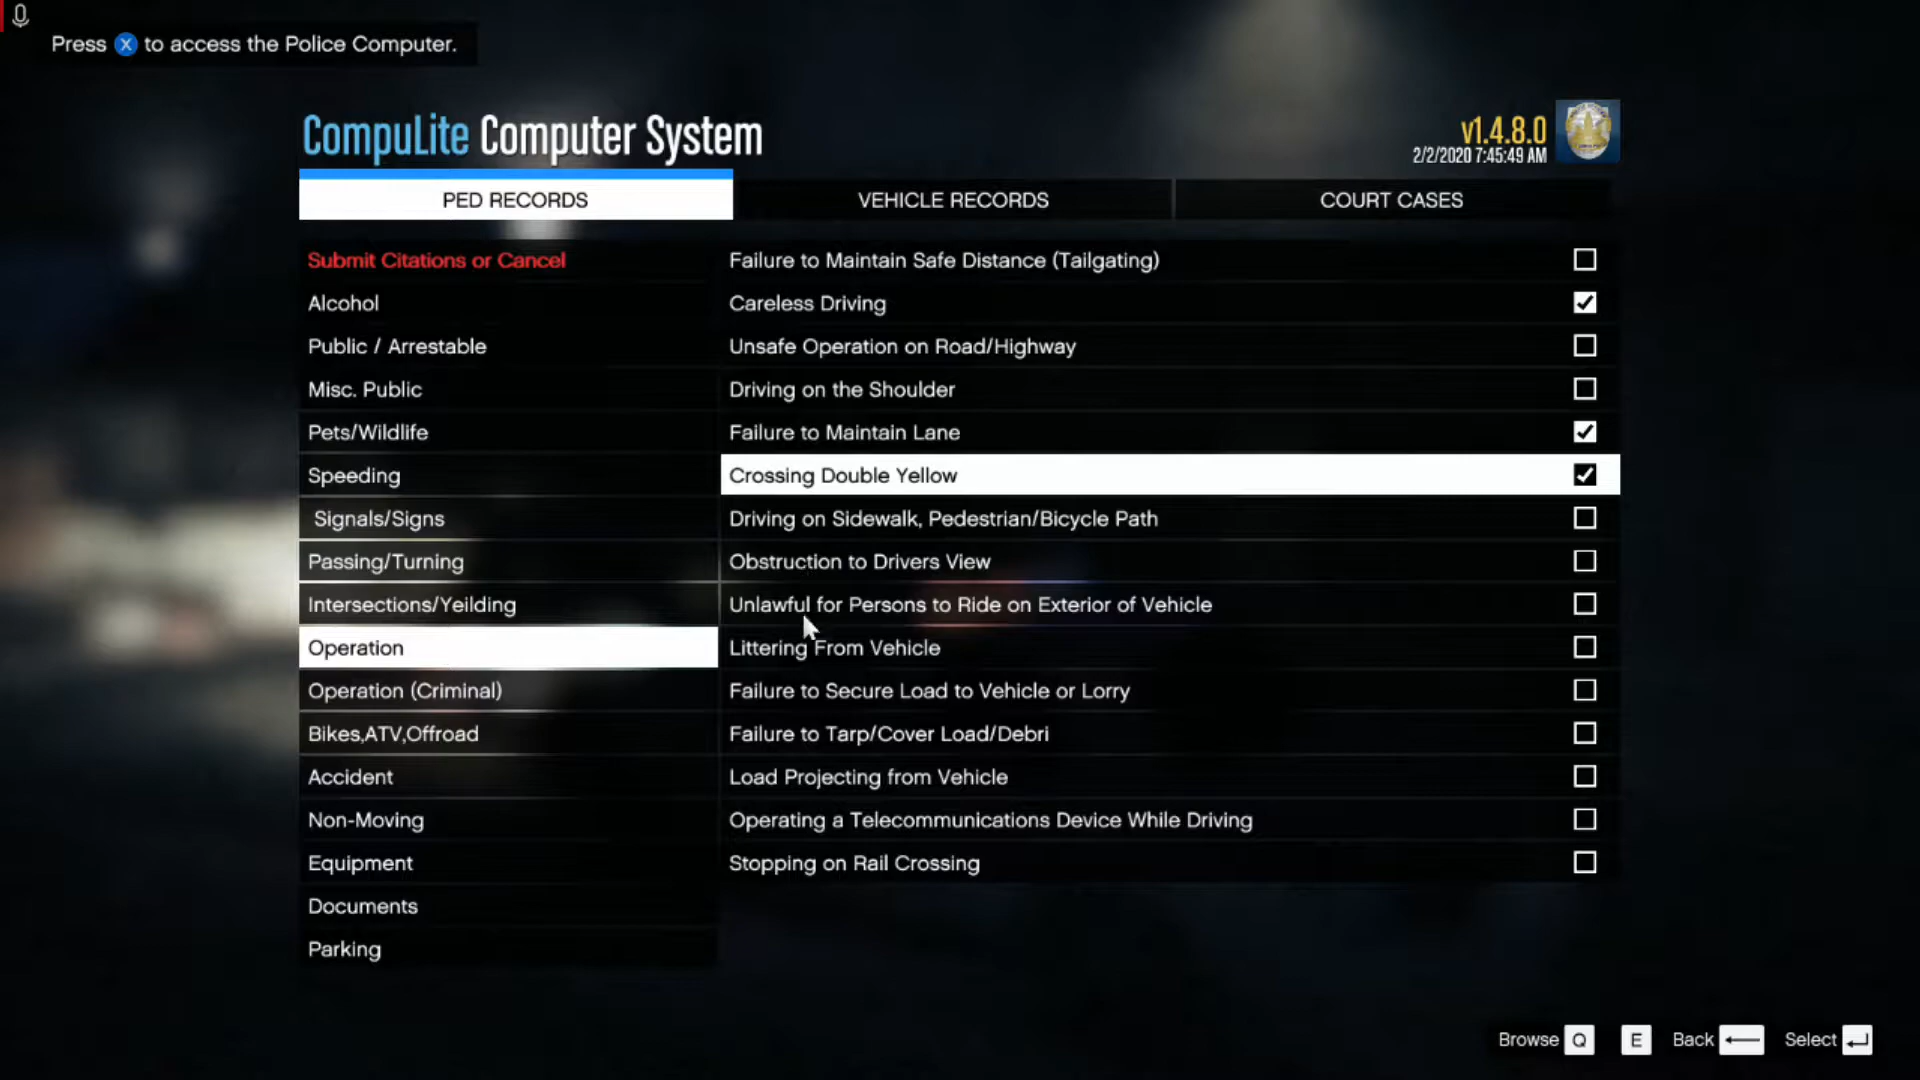 Press X to access the Police Computer.
CompuLite Computer System
v1.4.8.0
2/2/2020 7:45:49 AM
PED RECORDS
VEHICLE RECORDS
COURT CASES
Submit Citations or Cancel
Alcohol
Public / Arrestable
Misc. Public
Pets/Wildlife
Speeding
Signals/Signs
Passing/Turning
Intersections/Yeilding
Operation
Operation (Criminal)
Bikes,ATV,Offroad
Accident
Non-Moving
Equipment
Documents
Parking
Failure to Maintain Safe Distance (Tailgating)
Careless Driving
Unsafe Operation on Road/Highway
Driving on the Shoulder
Failure to Maintain Lane
Crossing Double Yellow
Driving on Sidewalk, Pedestrian/Bicycle Path
Obstruction to Drivers View
Unlawful for Persons to Ride on Exterior of Vehicle
Littering From Vehicle
Failure to Secure Load to Vehicle or Lorry
Failure to Tarp/Cover Load/Debri
Load Projecting from Vehicle
Operating a Telecommunications Device While Driving
Stopping on Rail Crossing
Browse Q E Back Select